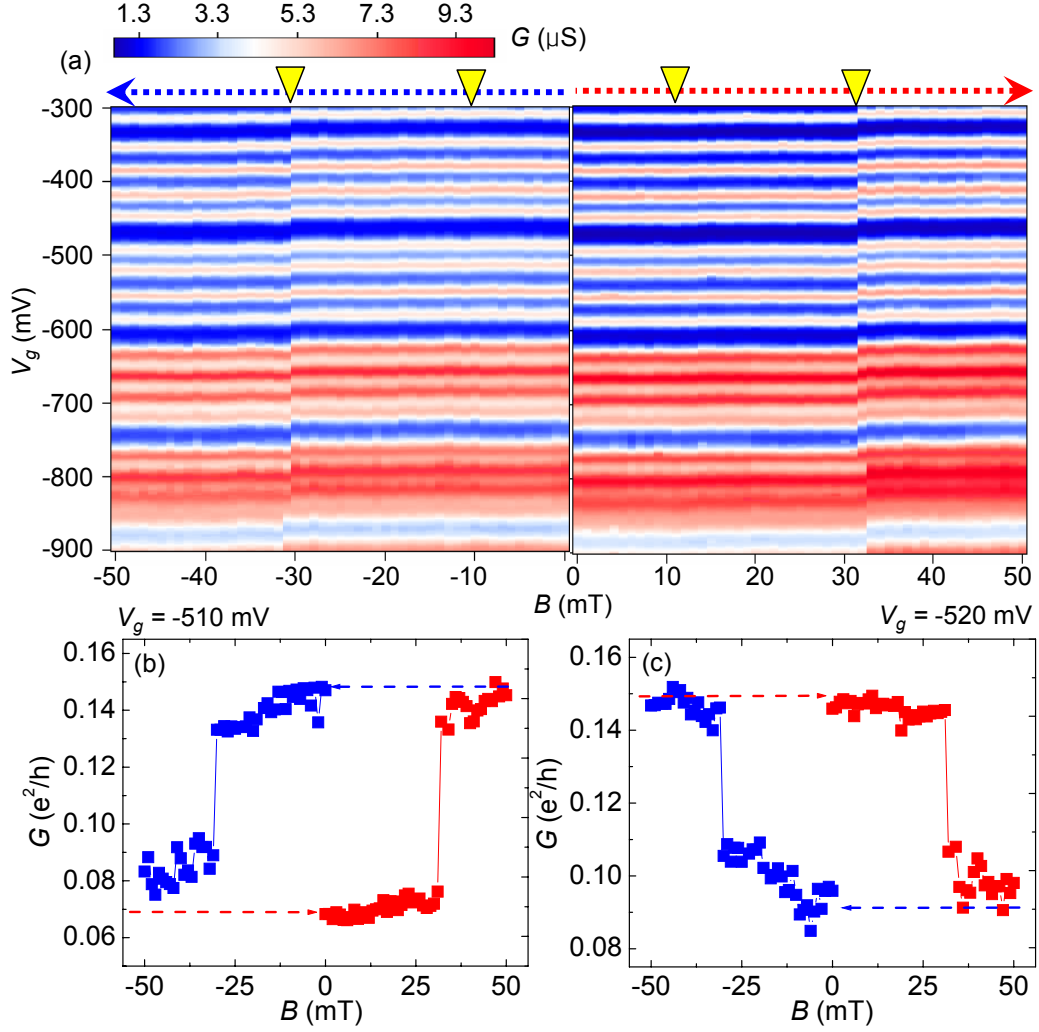 1.3 3.3 5.3 7.3 9.3
G (μS)
(a)
-300
-400
-500
-600
-700
-800
-900
V_g (mV)
-50 -40 -30 -20 -10 0 10 20 30 40 50
B (mT)
V_g = -510 mV
V_g = -520 mV
(b)
0.16
0.14
0.12
0.10
0.08
0.06
G (e²/h)
-50 -25 0 25 50
B (mT)
(c)
0.16
0.14
0.12
0.10
0.08
G (e²/h)
-50 -25 0 25 50
B (mT)